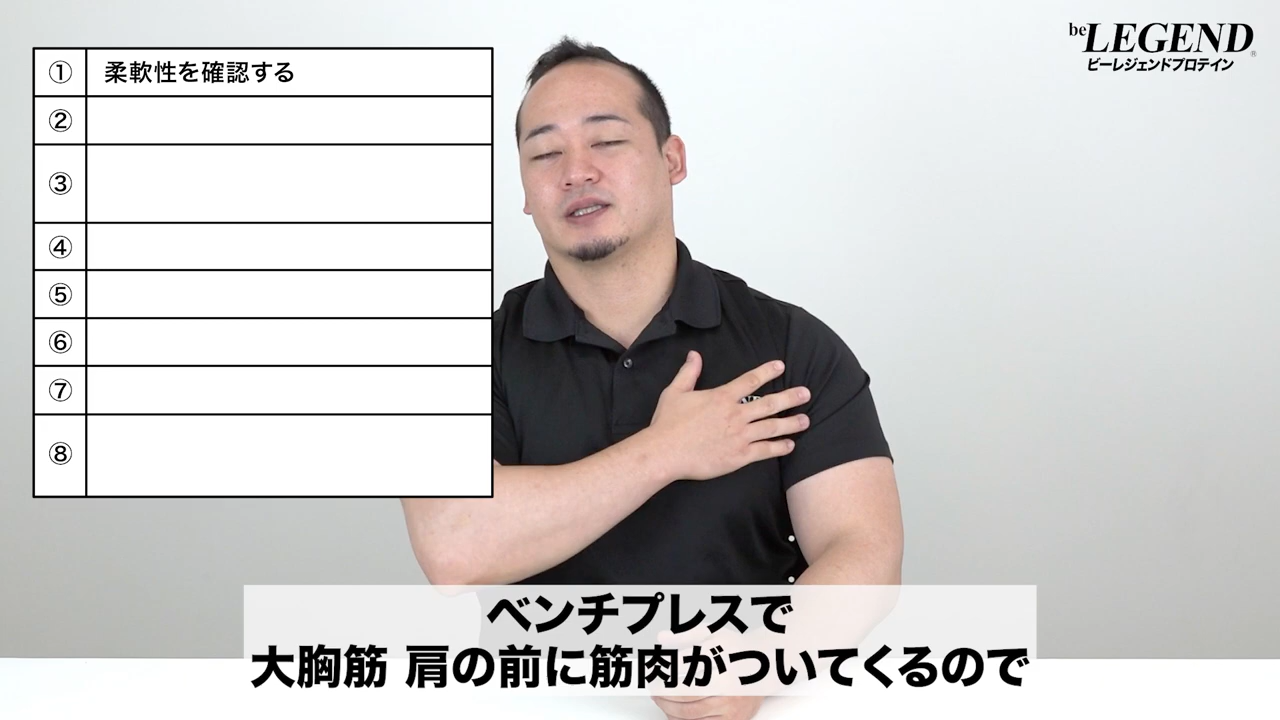 ① 柔軟性を確認する
②
③
④
⑤
⑥
⑦
⑧
be LEGEND®
ビーレジェンドプロテイン
ベンチプレスで
大胸筋 肩の前に筋肉がついてくるので